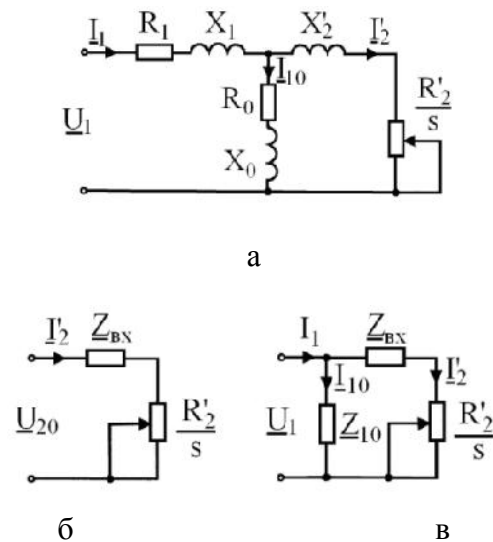 I₁ R₁ X₁ X'₂ I'₂
I₁₀
R₀ R'₂/s
U₁
X₀
а
I'₂ Zвх
U₂₀ R'₂/s
б
I₁ Zвх
I₁₀ I'₂
U₁ Z₁₀ R'₂/s
в